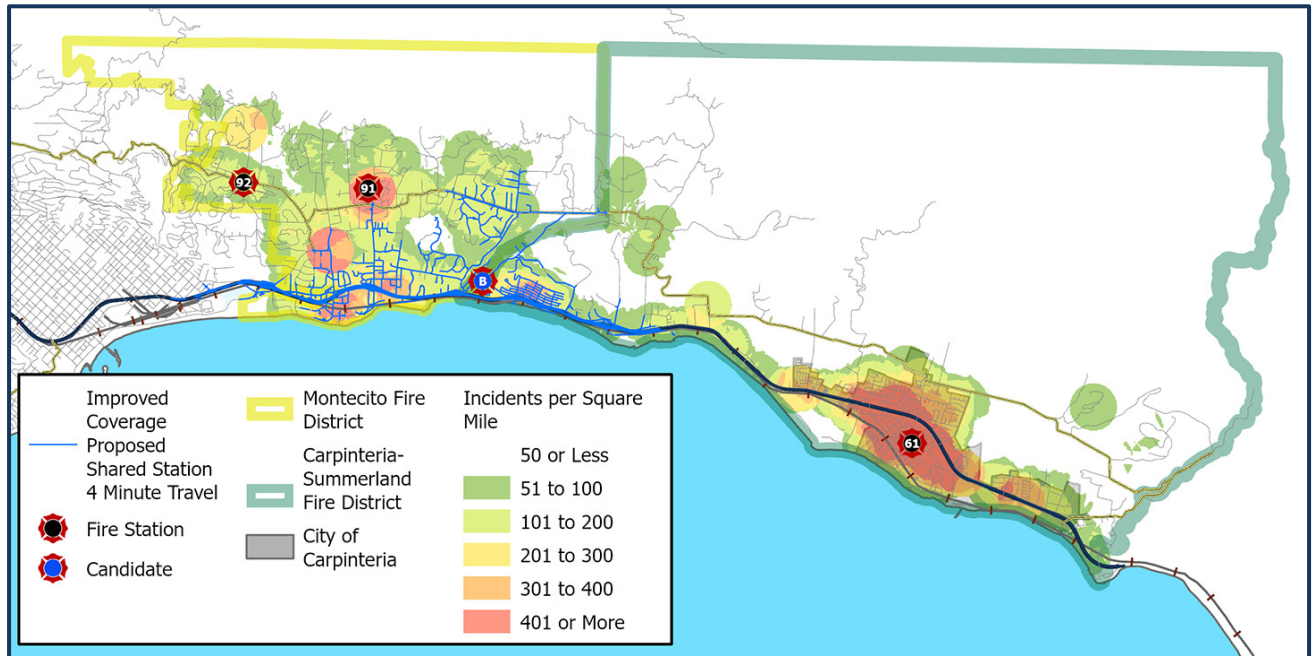 92
91
B
61
Improved
Coverage
Proposed
Shared Station
4 Minute Travel
Fire Station
Candidate
Montecito Fire
District
Carpinteria-
Summerland
Fire District
City of
Carpinteria
Incidents per Square
Mile
50 or Less
51 to 100
101 to 200
201 to 300
301 to 400
401 or More